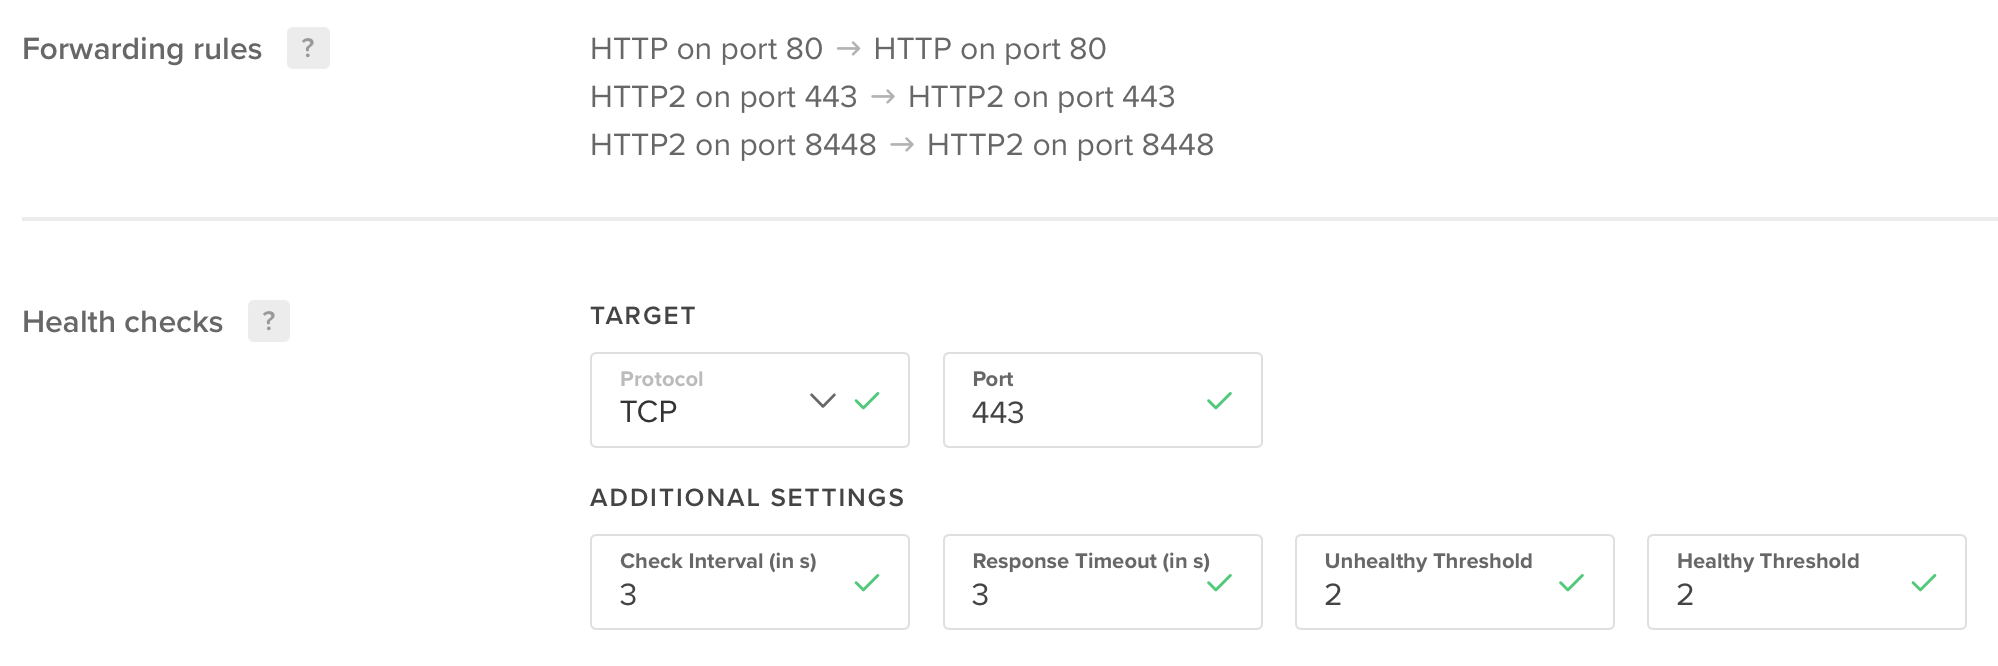 Forwarding rules ?
HTTP on port 80 → HTTP on port 80
HTTP2 on port 443 → HTTP2 on port 443
HTTP2 on port 8448 → HTTP2 on port 8448
Health checks ?
TARGET
Protocol
TCP
Port
443
ADDITIONAL SETTINGS
Check Interval (in s)
3
Response Timeout (in s)
3
Unhealthy Threshold
2
Healthy Threshold
2